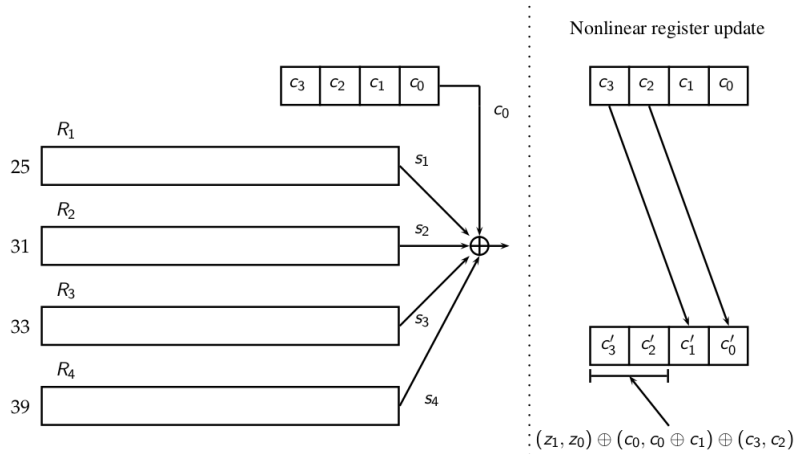 Nonlinear register update
c₃ c₂ c₁ c₀
c₀
R₁
25
s₁
R₂
31
s₂
R₃
33
s₃
R₄
39
s₄
c₃ c₂ c₁ c₀
c′₃ c′₂ c′₁ c′₀
(z₁, z₀) ⊕ (c₀, c₀ ⊕ c₁) ⊕ (c₃, c₂)